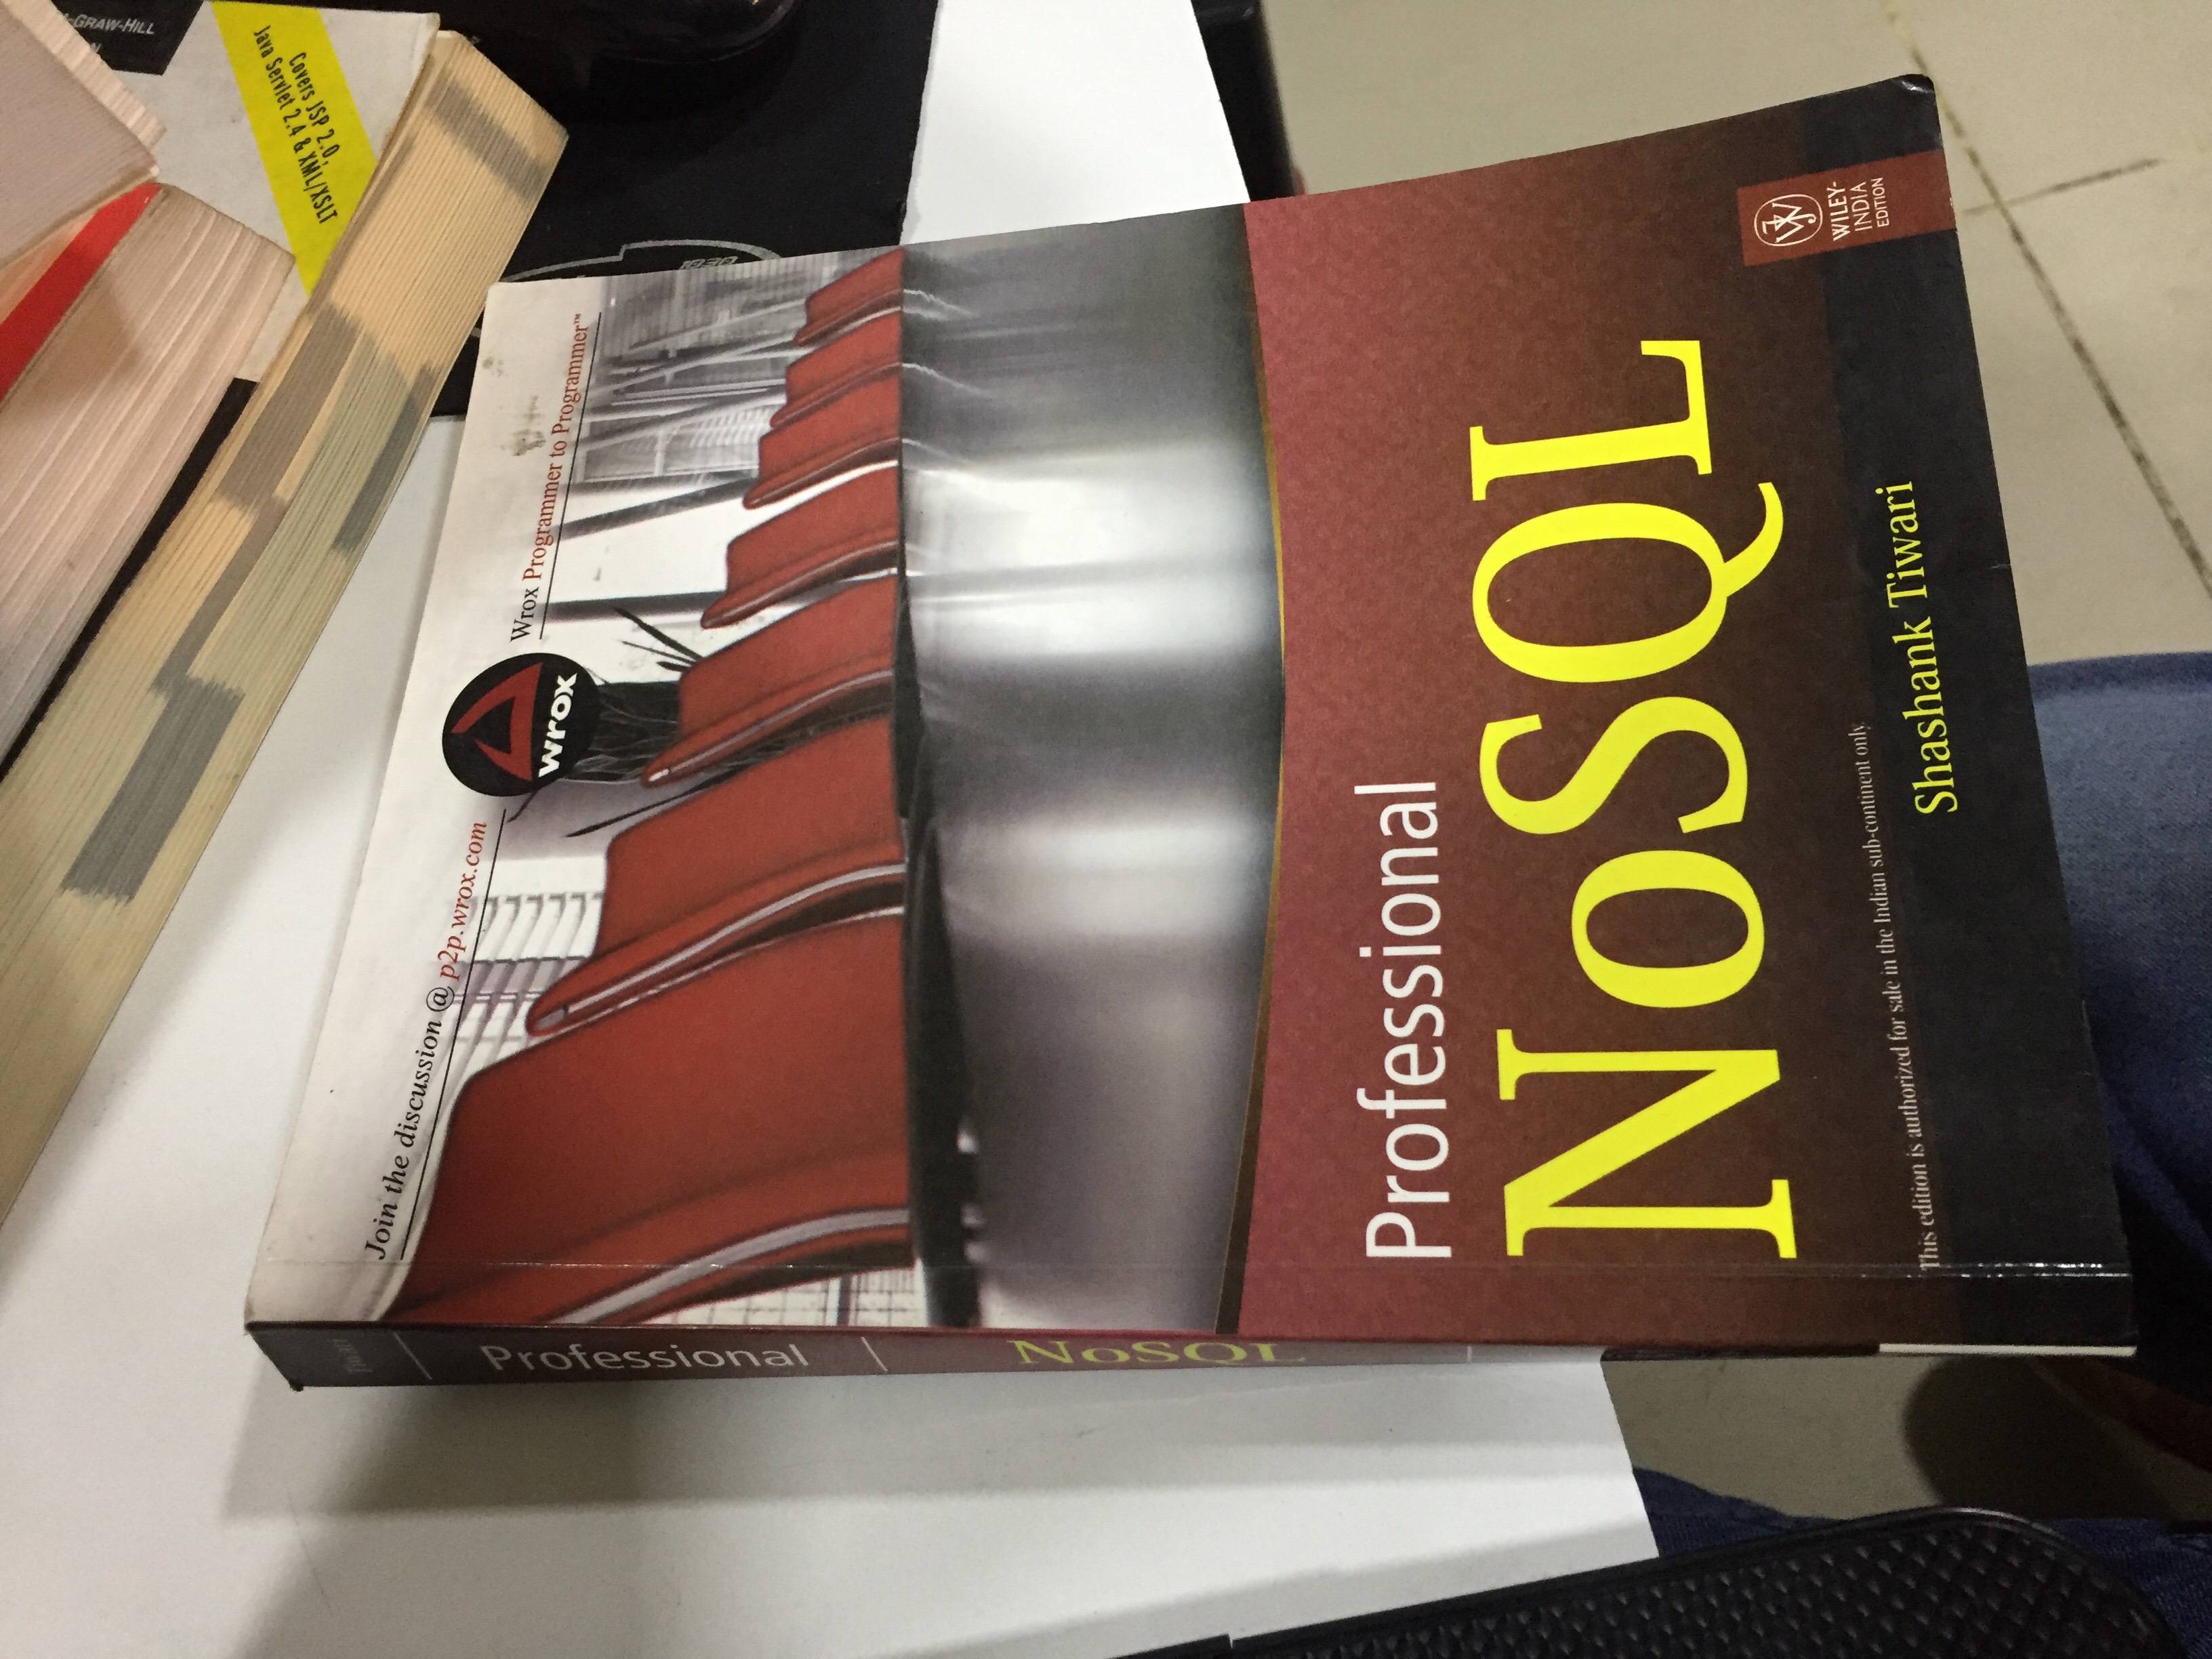 Join the discussion @ p2p.wrox.com
wrox
Wrox Programmer to Programmer™
Professional
NoSQL
This edition is authorized for sale in the Indian sub-continent only
Shashank Tiwari
WILEY-
INDIA
EDITION
Tiwari
Professional
NoSQL
Covers JSP 2.0,
Java Servlet 2.4 & XML/XSLT
GRAW-HILL